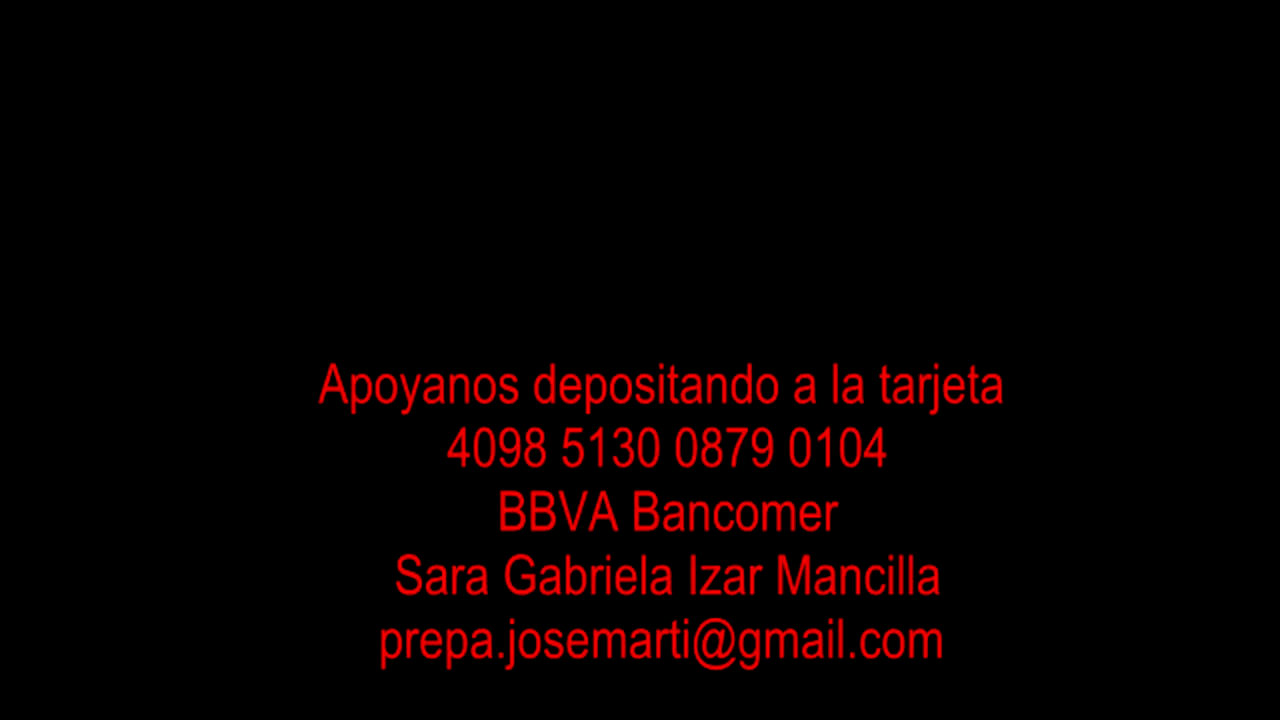 Apoyanos depositando a la tarjeta
4098 5130 0879 0104
BBVA Bancomer
Sara Gabriela Izar Mancilla
prepa.josemarti@gmail.com